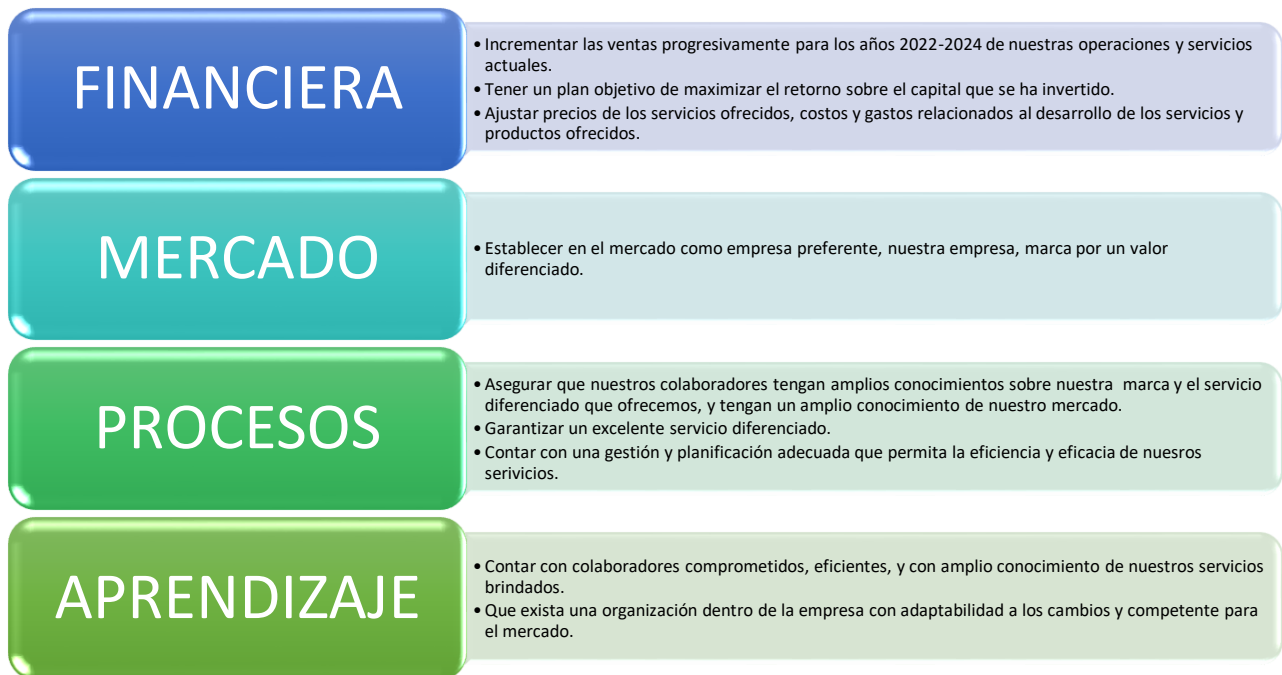 FINANCIERA
• Incrementar las ventas progresivamente para los años 2022-2024 de nuestras operaciones y servicios
actuales.
• Tener un plan objetivo de maximizar el retorno sobre el capital que se ha invertido.
• Ajustar precios de los servicios ofrecidos, costos y gastos relacionados al desarrollo de los servicios y
productos ofrecidos.
MERCADO
• Establecer en el mercado como empresa preferente, nuestra empresa, marca por un valor
diferenciado.
PROCESOS
• Asegurar que nuestros colaboradores tengan amplios conocimientos sobre nuestra marca y el servicio
diferenciado que ofrecemos, y tengan un amplio conocimiento de nuestro mercado.
• Garantizar un excelente servicio diferenciado.
• Contar con una gestión y planificación adecuada que permita la eficiencia y eficacia de nuesros
serivicios.
APRENDIZAJE
• Contar con colaboradores comprometidos, eficientes, y con amplio conocimiento de nuestros servicios
brindados.
• Que exista una organización dentro de la empresa con adaptabilidad a los cambios y competente para
el mercado.